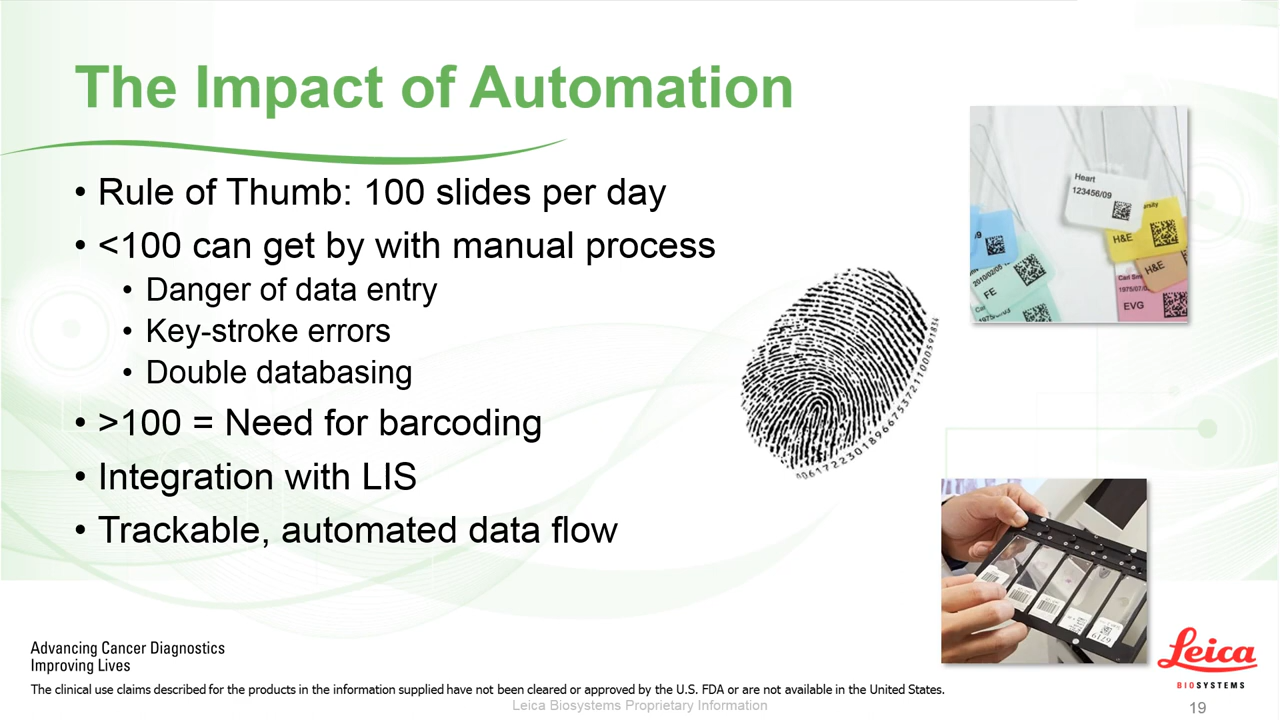 The Impact of Automation
• Rule of Thumb: 100 slides per day
• <100 can get by with manual process
• Danger of data entry
• Key-stroke errors
• Double databasing
• >100 = Need for barcoding
• Integration with LIS
• Trackable, automated data flow
Heart
123456/09
H&E
H&E
2010/02/05
FE
EVG
Advancing Cancer Diagnostics
Improving Lives
The clinical use claims described for the products in the information supplied have not been cleared or approved by the U.S. FDA or are not available in the United States.
Leica Biosystems Proprietary Information
Leica
BIOSYSTEMS
19